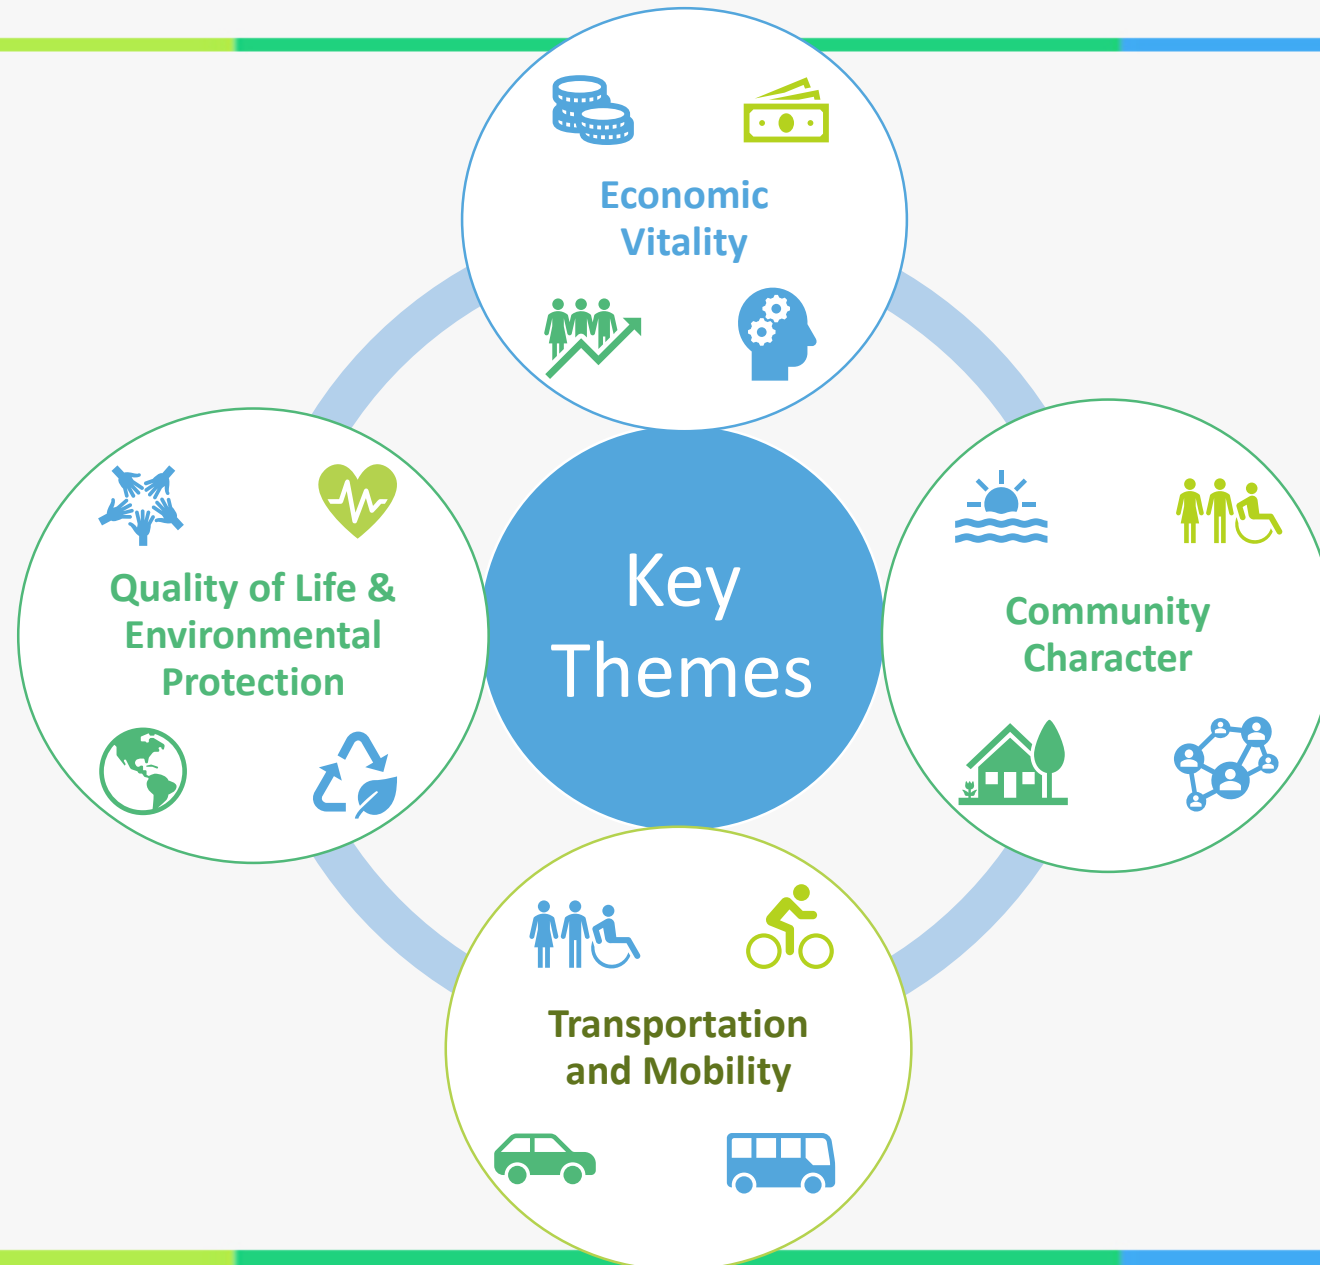 Economic
Vitality
Quality of Life &
Environmental
Protection
Key
Themes
Community
Character
Transportation
and Mobility